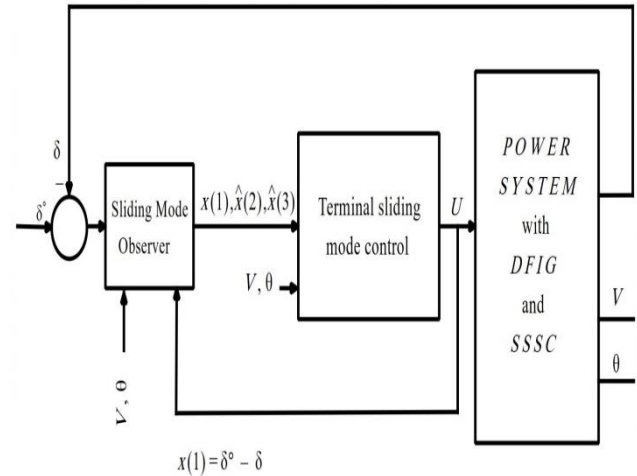 δ
−
δ°
Sliding Mode
Observer
x(1),x̂(2),x̂(3)
V, θ
Terminal sliding
mode control
U
POWER
SYSTEM
with
DFIG
and
SSSC
V
θ
V, θ
x(1) = δ° − δ